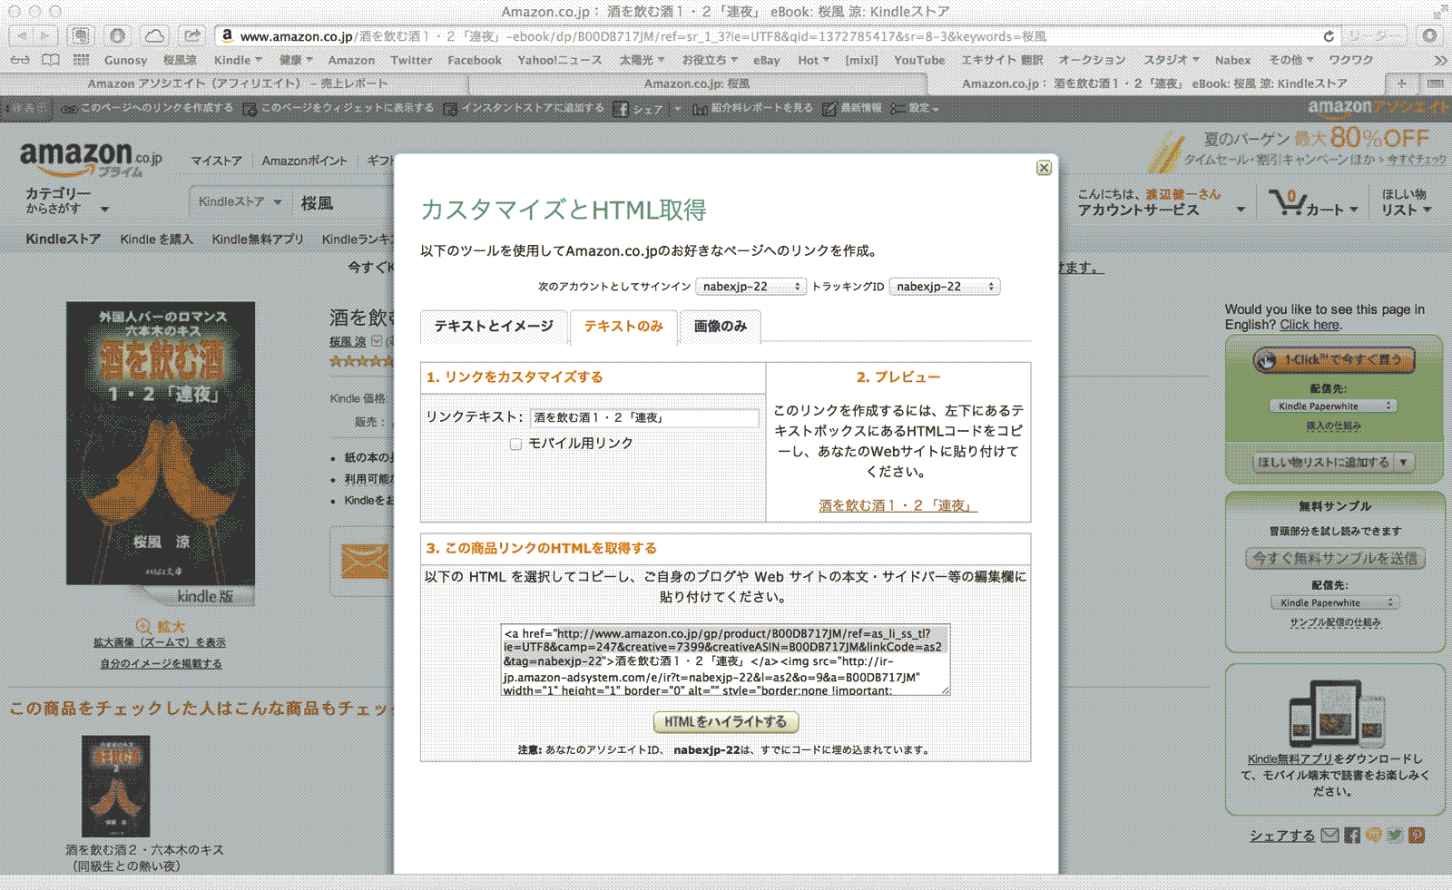 Amazon.co.jp： 酒を飲む酒１・２「連夜」 eBook: 桜風 涼: Kindleストア
www.amazon.co.jp/酒を飲む酒１・２「連夜」-ebook/dp/B00DB717JM/ref=sr_1_3?ie=UTF8&qid=1372785417&sr=8-3&keywords=桜風
リーダー
Gunosy 桜風涼 Kindle 健康 Amazon Twitter Facebook Yahoo!ニュース 太陽光 お役立ち eBay Hot [mixi] YouTube エキサイト 翻訳 オークション スタジオ Nabex その他 ワクワク
Amazon アソシエイト（アフィリエイト） – 売上レポート
Amazon.co.jp: 桜風
Amazon.co.jp： 酒を飲む酒１・２「連夜」 eBook: 桜風 涼: Kindleストア
非表示 このページへのリンクを作成する このページをウィジェットに表示する インスタントストアに追加する シェア 紹介料レポートを見る 最新情報 設定
amazonアソシエイト
amazon.co.jp
プライム
マイストア Amazonポイント ギフト
夏のバーゲン 最大80%OFF
タイムセール・割引キャンペーンほか › 今すぐチェック
カテゴリー
からさがす
Kindleストア
桜風
こんにちは、渡辺健一さん
アカウントサービス
0
カート
ほしい物
リスト
Kindleストア Kindle を購入 Kindle無料アプリ Kindleランキ
今すぐK
けます。
カスタマイズとHTML取得
以下のツールを使用してAmazon.co.jpのお好きなページへのリンクを作成。
次のアカウントとしてサインイン nabexjp-22 トラッキングID nabexjp-22
テキストとイメージ テキストのみ 画像のみ
1. リンクをカスタマイズする
リンクテキスト: 酒を飲む酒１・２「連夜」
モバイル用リンク
2. プレビュー
このリンクを作成するには、左下にあるテ
キストボックスにあるHTMLコードをコピ
ーし、あなたのWebサイトに貼り付けて
ください。
酒を飲む酒１・２「連夜」
3. この商品リンクのHTMLを取得する
以下の HTML を選択してコピーし、ご自身のブログや Web サイトの本文・サイドバー等の編集欄に
貼り付けてください。
<a href="http://www.amazon.co.jp/gp/product/B00DB717JM/ref=as_li_ss_tl?
ie=UTF8&camp=247&creative=7399&creativeASIN=B00DB717JM&linkCode=as2
&tag=nabexjp-22">酒を飲む酒１・２「連夜」</a><img src="http://ir-
jp.amazon-adsystem.com/e/ir?t=nabexjp-22&l=as2&o=9&a=B00DB717JM"
width="1" height="1" border="0" alt="" style="border:none !important;
HTMLをハイライトする
注意: あなたのアソシエイトID、 nabexjp-22は、すでにコードに埋め込まれています。
外国人バーのロマンス
六本木のキス
酒を飲む酒
１・２「連夜」
桜風 涼
kindle 版
拡大
拡大画像（ズームで）を表示
自分のイメージを掲載する
酒を飲む
桜風 涼
Kindle 価格:
販売：
紙の本の
利用可能な
Kindleをお
この商品をチェックした人はこんな商品もチェッ
酒を飲む酒２・六本木のキス
（同級生との熱い夜）
Would you like to see this page in
English? Click here.
1-Click™で今すぐ買う
配信先:
Kindle Paperwhite
購入の仕組み
ほしい物リストに追加する
無料サンプル
冒頭部分を試し読みできます
今すぐ無料サンプルを送信
配信先:
Kindle Paperwhite
サンプル配信の仕組み
Kindle無料アプリをダウンロードし
て、モバイル端末で読書をお楽しみく
ださい。
シェアする